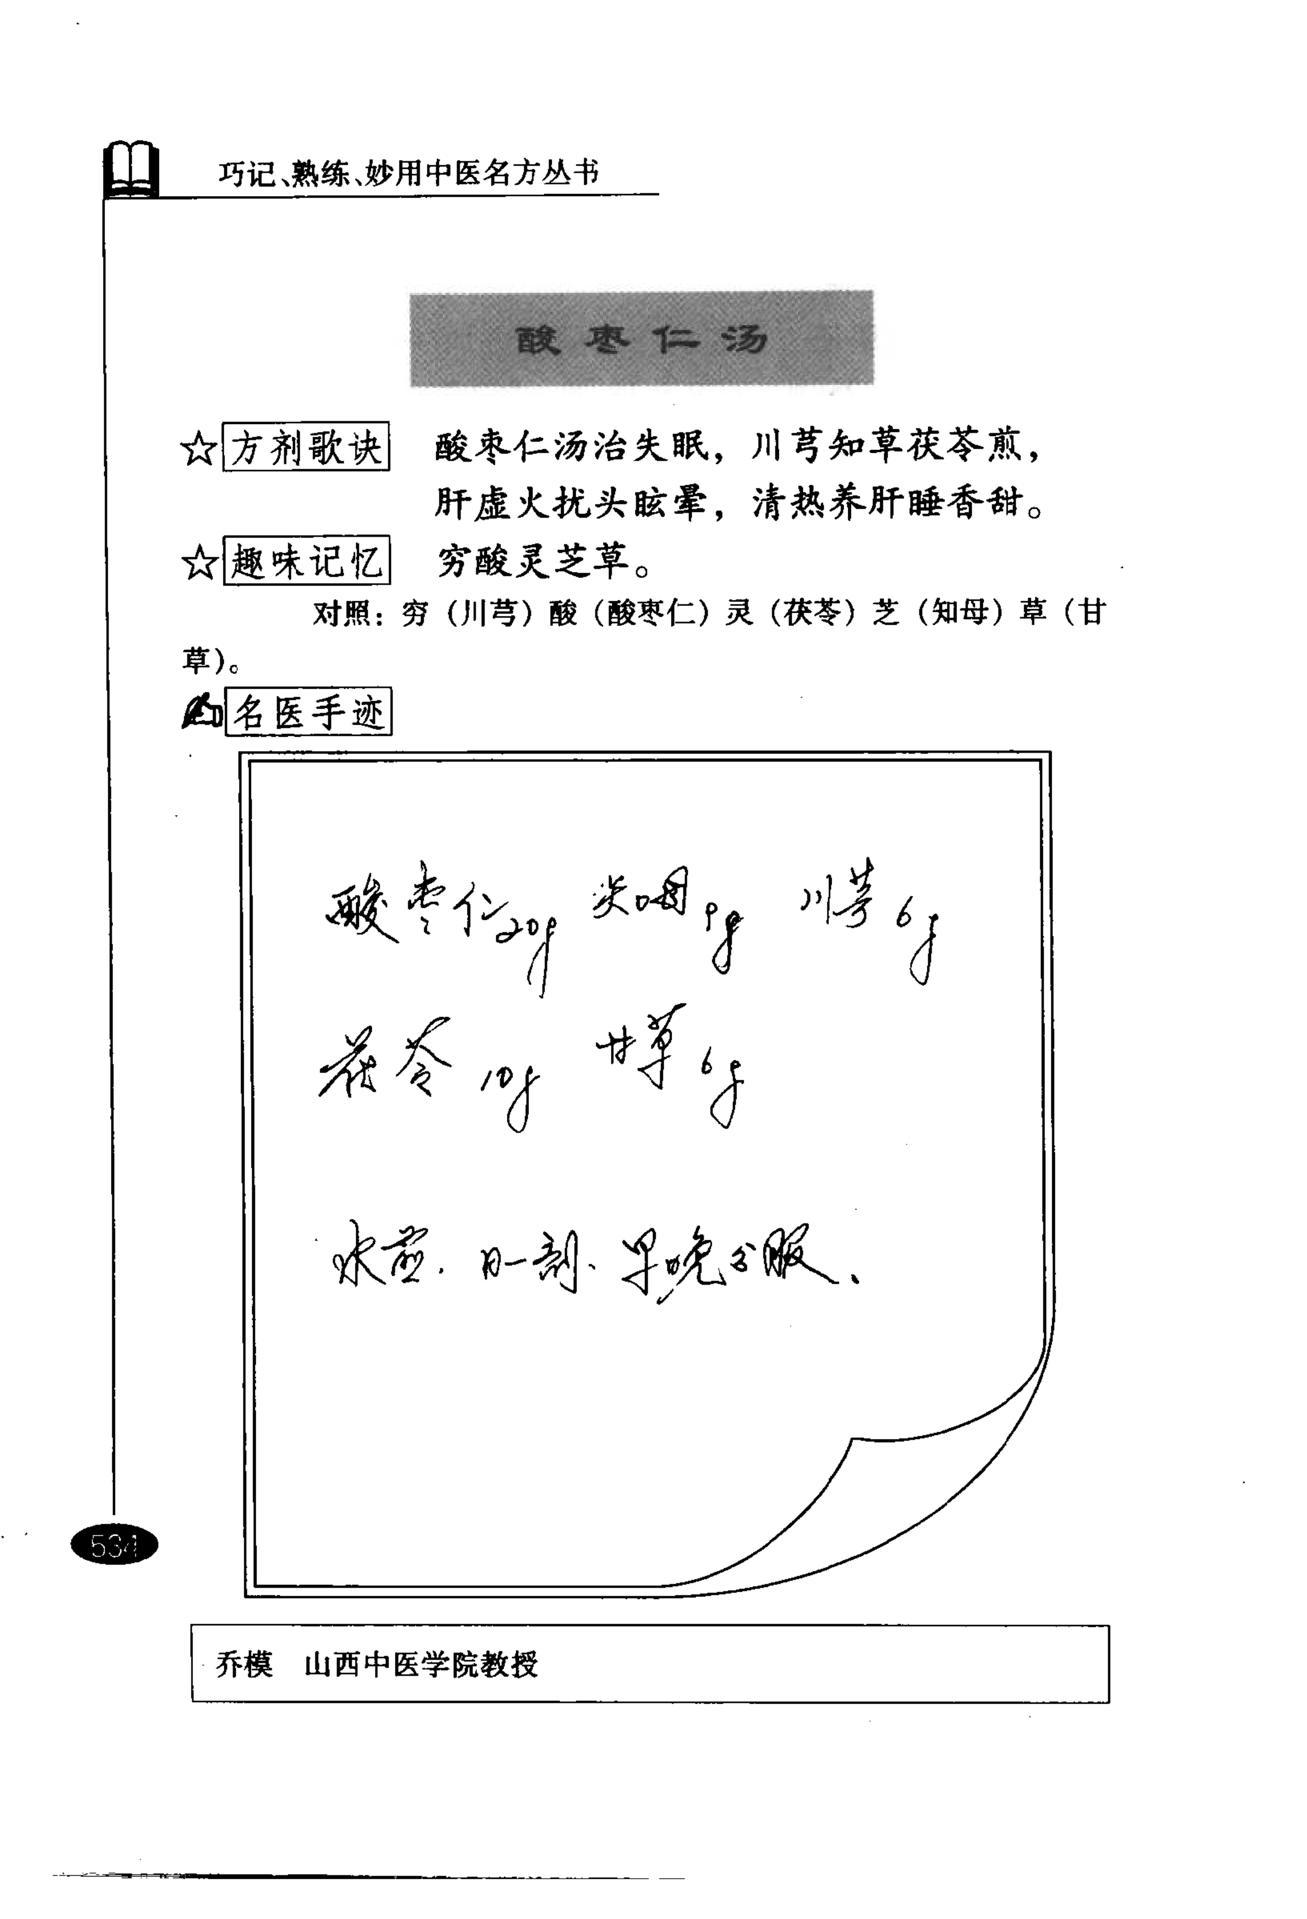 巧记、熟练、妙用中医名方丛书
酸枣仁汤
☆方剂歌诀 酸枣仁汤治失眠，川芎知草茯苓煎，
肝虚火扰头眩晕，清热养肝睡香甜。
☆趣味记忆 穷酸灵芝草。
对照：穷（川芎）酸（酸枣仁）灵（茯苓）芝（知母）草（甘
草）。
名医手迹
酸枣仁20g 知母9g 川芎6g
茯苓10g 甘草6g
水煎.日一剂、早晚分服、
534
乔模 山西中医学院教授